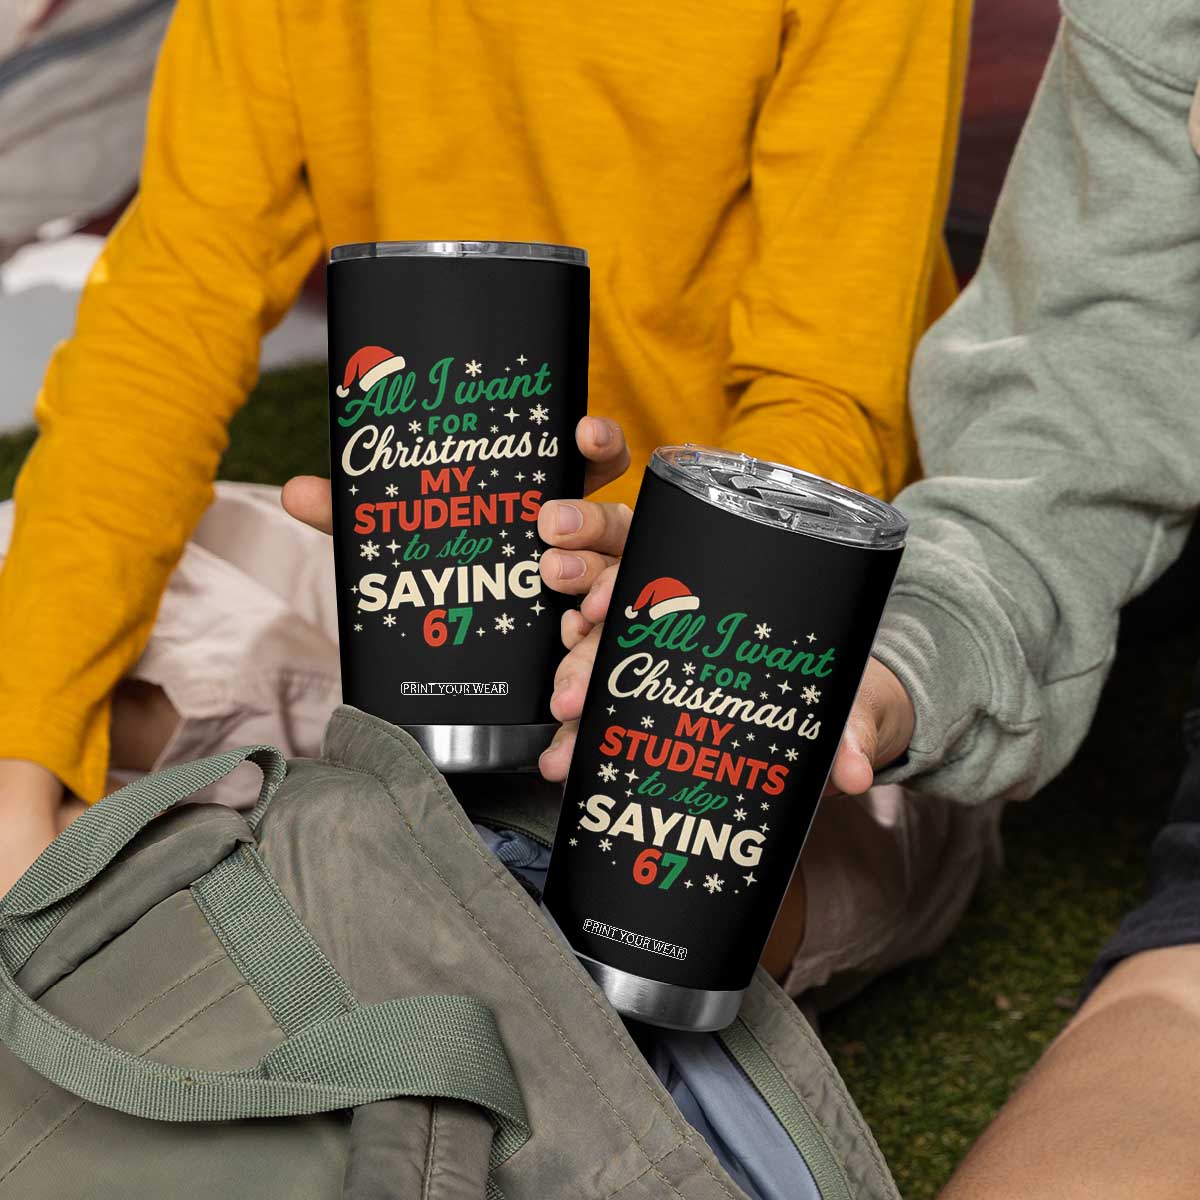 All I want
FOR
Christmas is
MY
STUDENTS
to stop
SAYING
67
PRINT YOUR WEAR
All I want
FOR
Christmas is
MY
STUDENTS
to stop
SAYING
67
PRINT YOUR WEAR